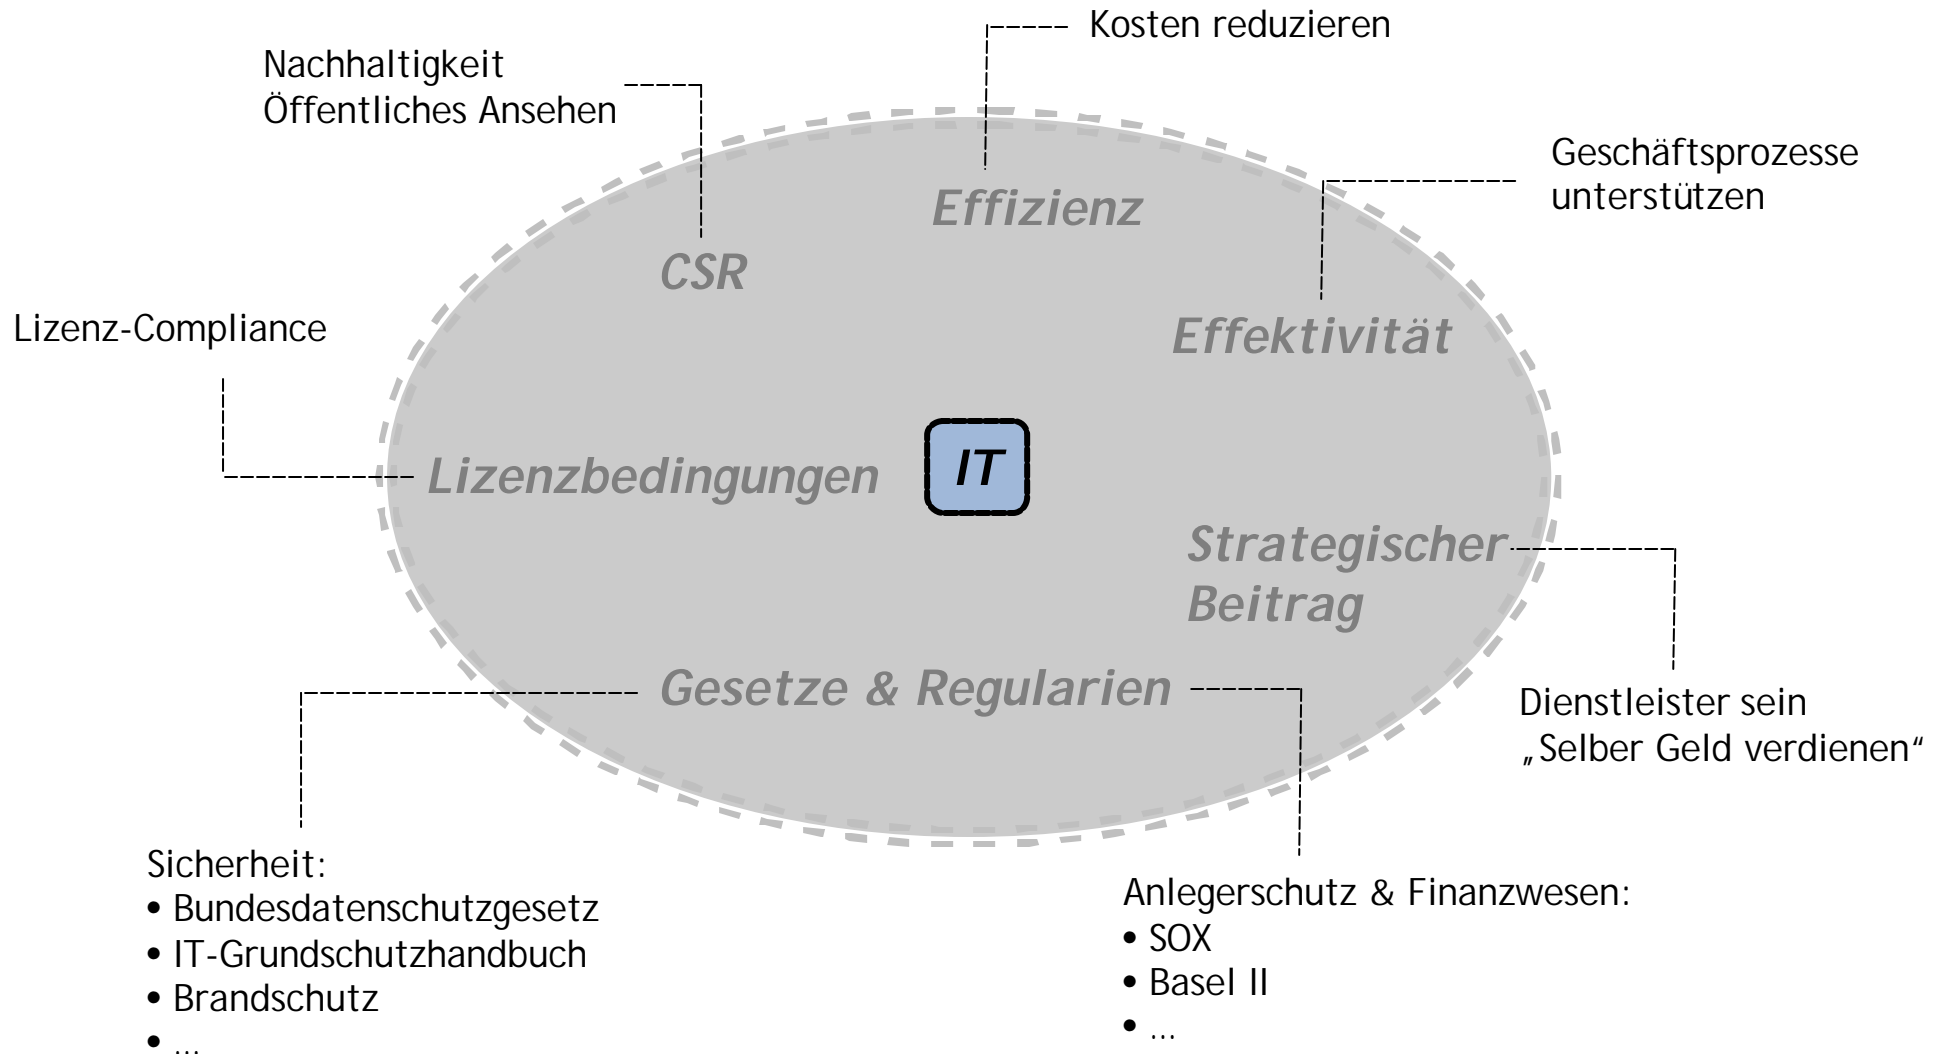 Kosten reduzieren
Nachhaltigkeit
Öffentliches Ansehen
Geschäftsprozesse
unterstützen
Effizienz
CSR
Lizenz-Compliance
Effektivität
Lizenzbedingungen
IT
Strategischer
Beitrag
Gesetze & Regularien
Dienstleister sein
„Selber Geld verdienen“
Sicherheit:
• Bundesdatenschutzgesetz
• IT-Grundschutzhandbuch
• Brandschutz
• ...
Anlegerschutz & Finanzwesen:
• SOX
• Basel II
• ...